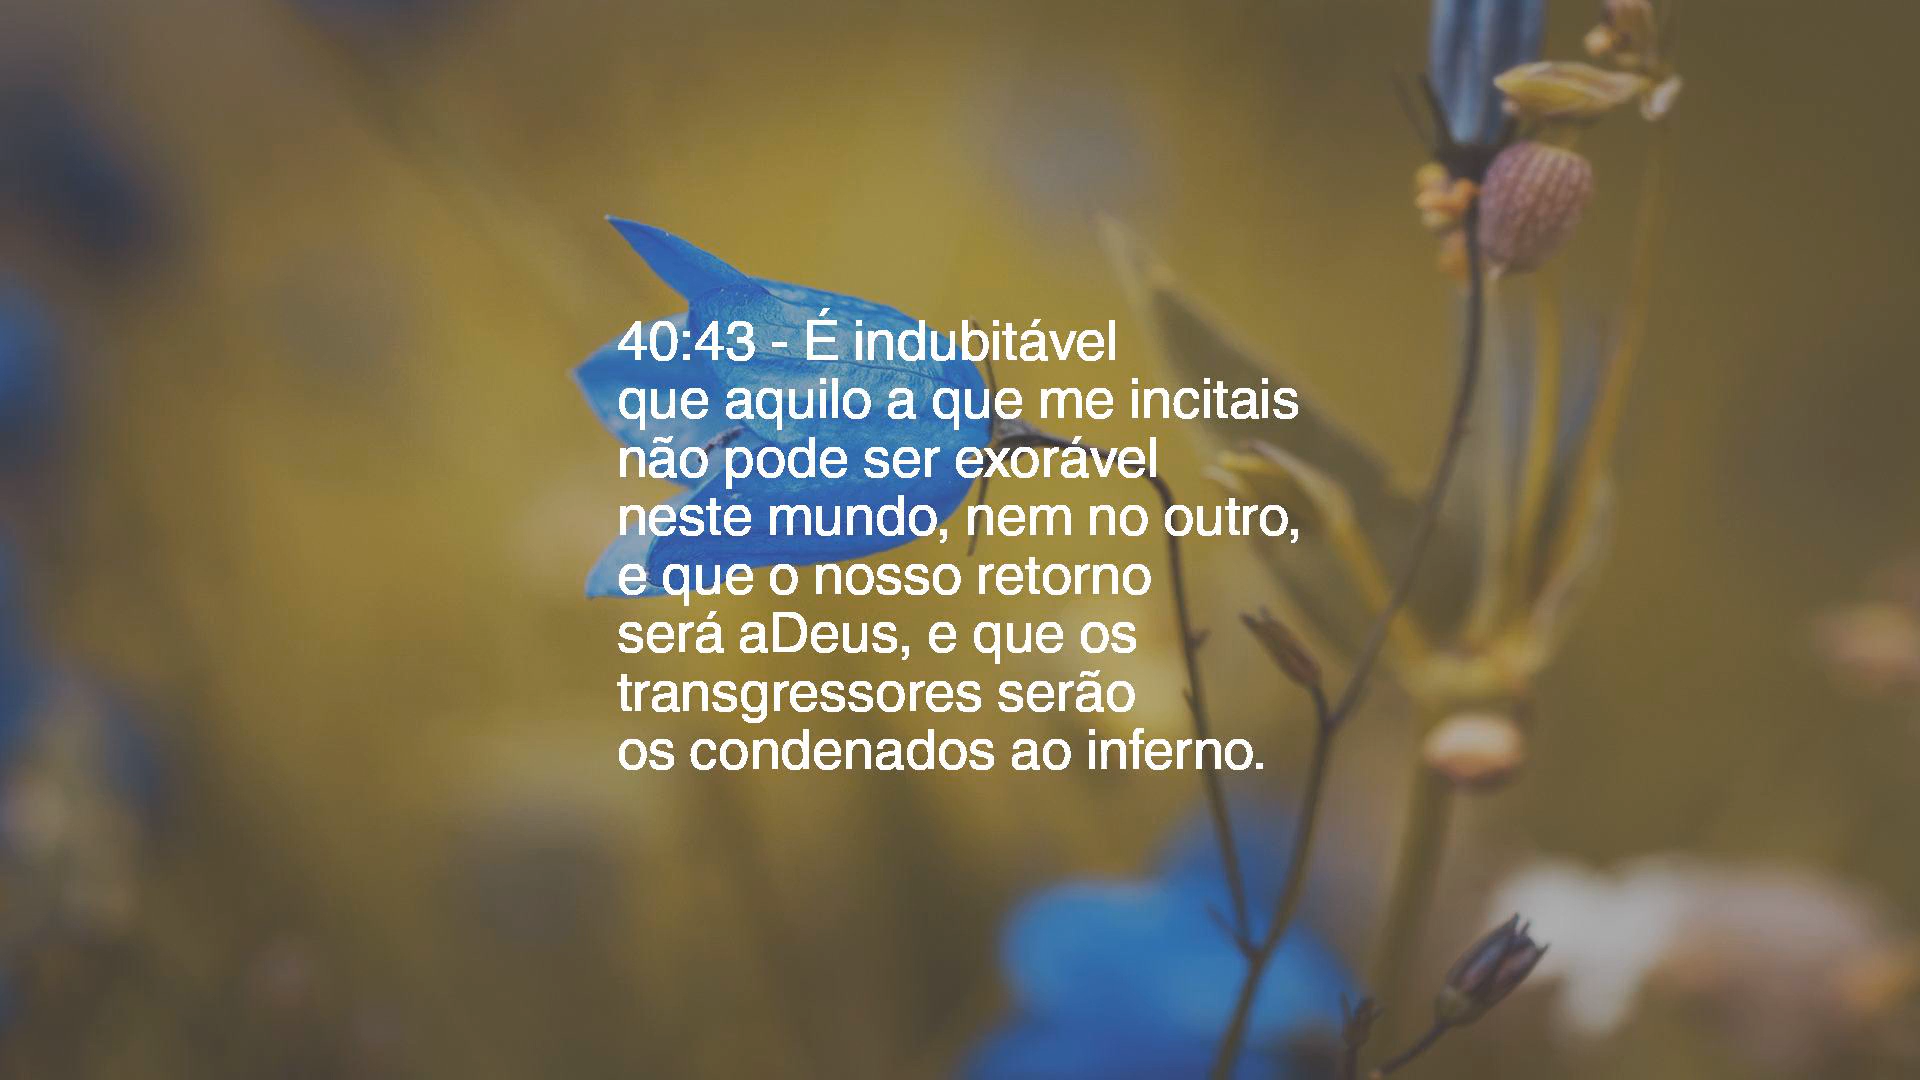 40:43 - É indubitável
que aquilo a que me incitais
não pode ser exorável
neste mundo, nem no outro,
e que o nosso retorno
será aDeus, e que os
transgressores serão
os condenados ao inferno.